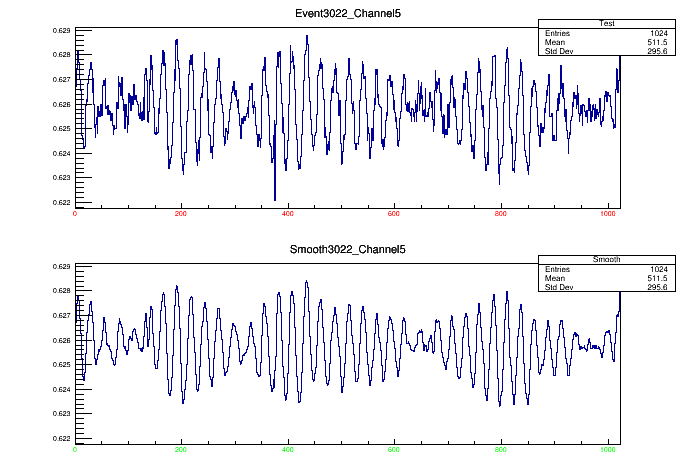 Event3022_Channel5
Test
Entries 1024
Mean 511.5
Std Dev 295.6
0.629
0.628
0.627
0.626
0.625
0.624
0.623
0.622
0 200 400 600 800 1000
Smooth3022_Channel5
Smooth
Entries 1024
Mean 511.5
Std Dev 295.6
0.629
0.628
0.627
0.626
0.625
0.624
0.623
0.622
0 200 400 600 800 1000